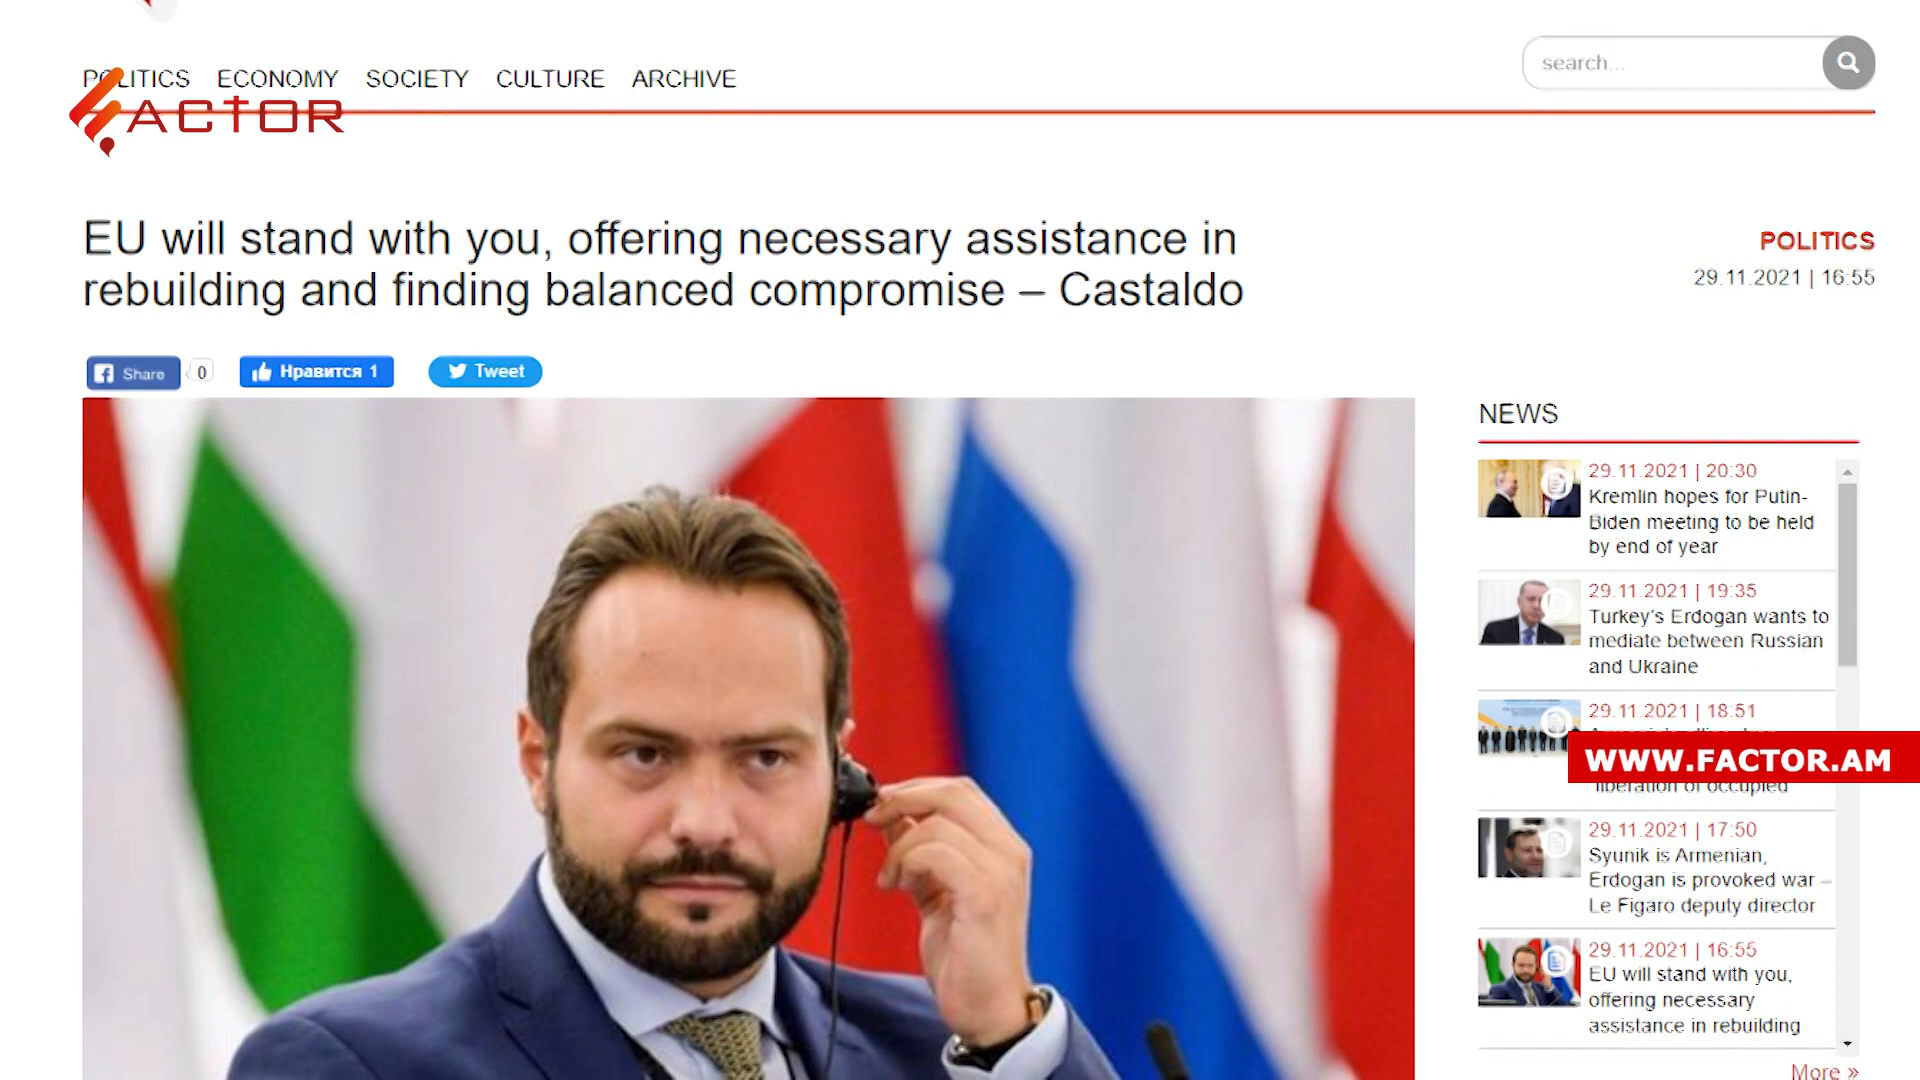 POLITICS ECONOMY SOCIETY CULTURE ARCHIVE
search...
ACTOR
EU will stand with you, offering necessary assistance in
rebuilding and finding balanced compromise – Castaldo
POLITICS
29.11.2021 | 16:55
Share 0 Нравится 1 Tweet
NEWS
29.11.2021 | 20:30
Kremlin hopes for Putin-
Biden meeting to be held
by end of year
29.11.2021 | 19:35
Turkey's Erdogan wants to
mediate between Russian
and Ukraine
29.11.2021 | 18:51
WWW.FACTOR.AM
"liberation of occupied
29.11.2021 | 17:50
Syunik is Armenian,
Erdogan is provoked war –
Le Figaro deputy director
29.11.2021 | 16:55
EU will stand with you,
offering necessary
assistance in rebuilding
More »